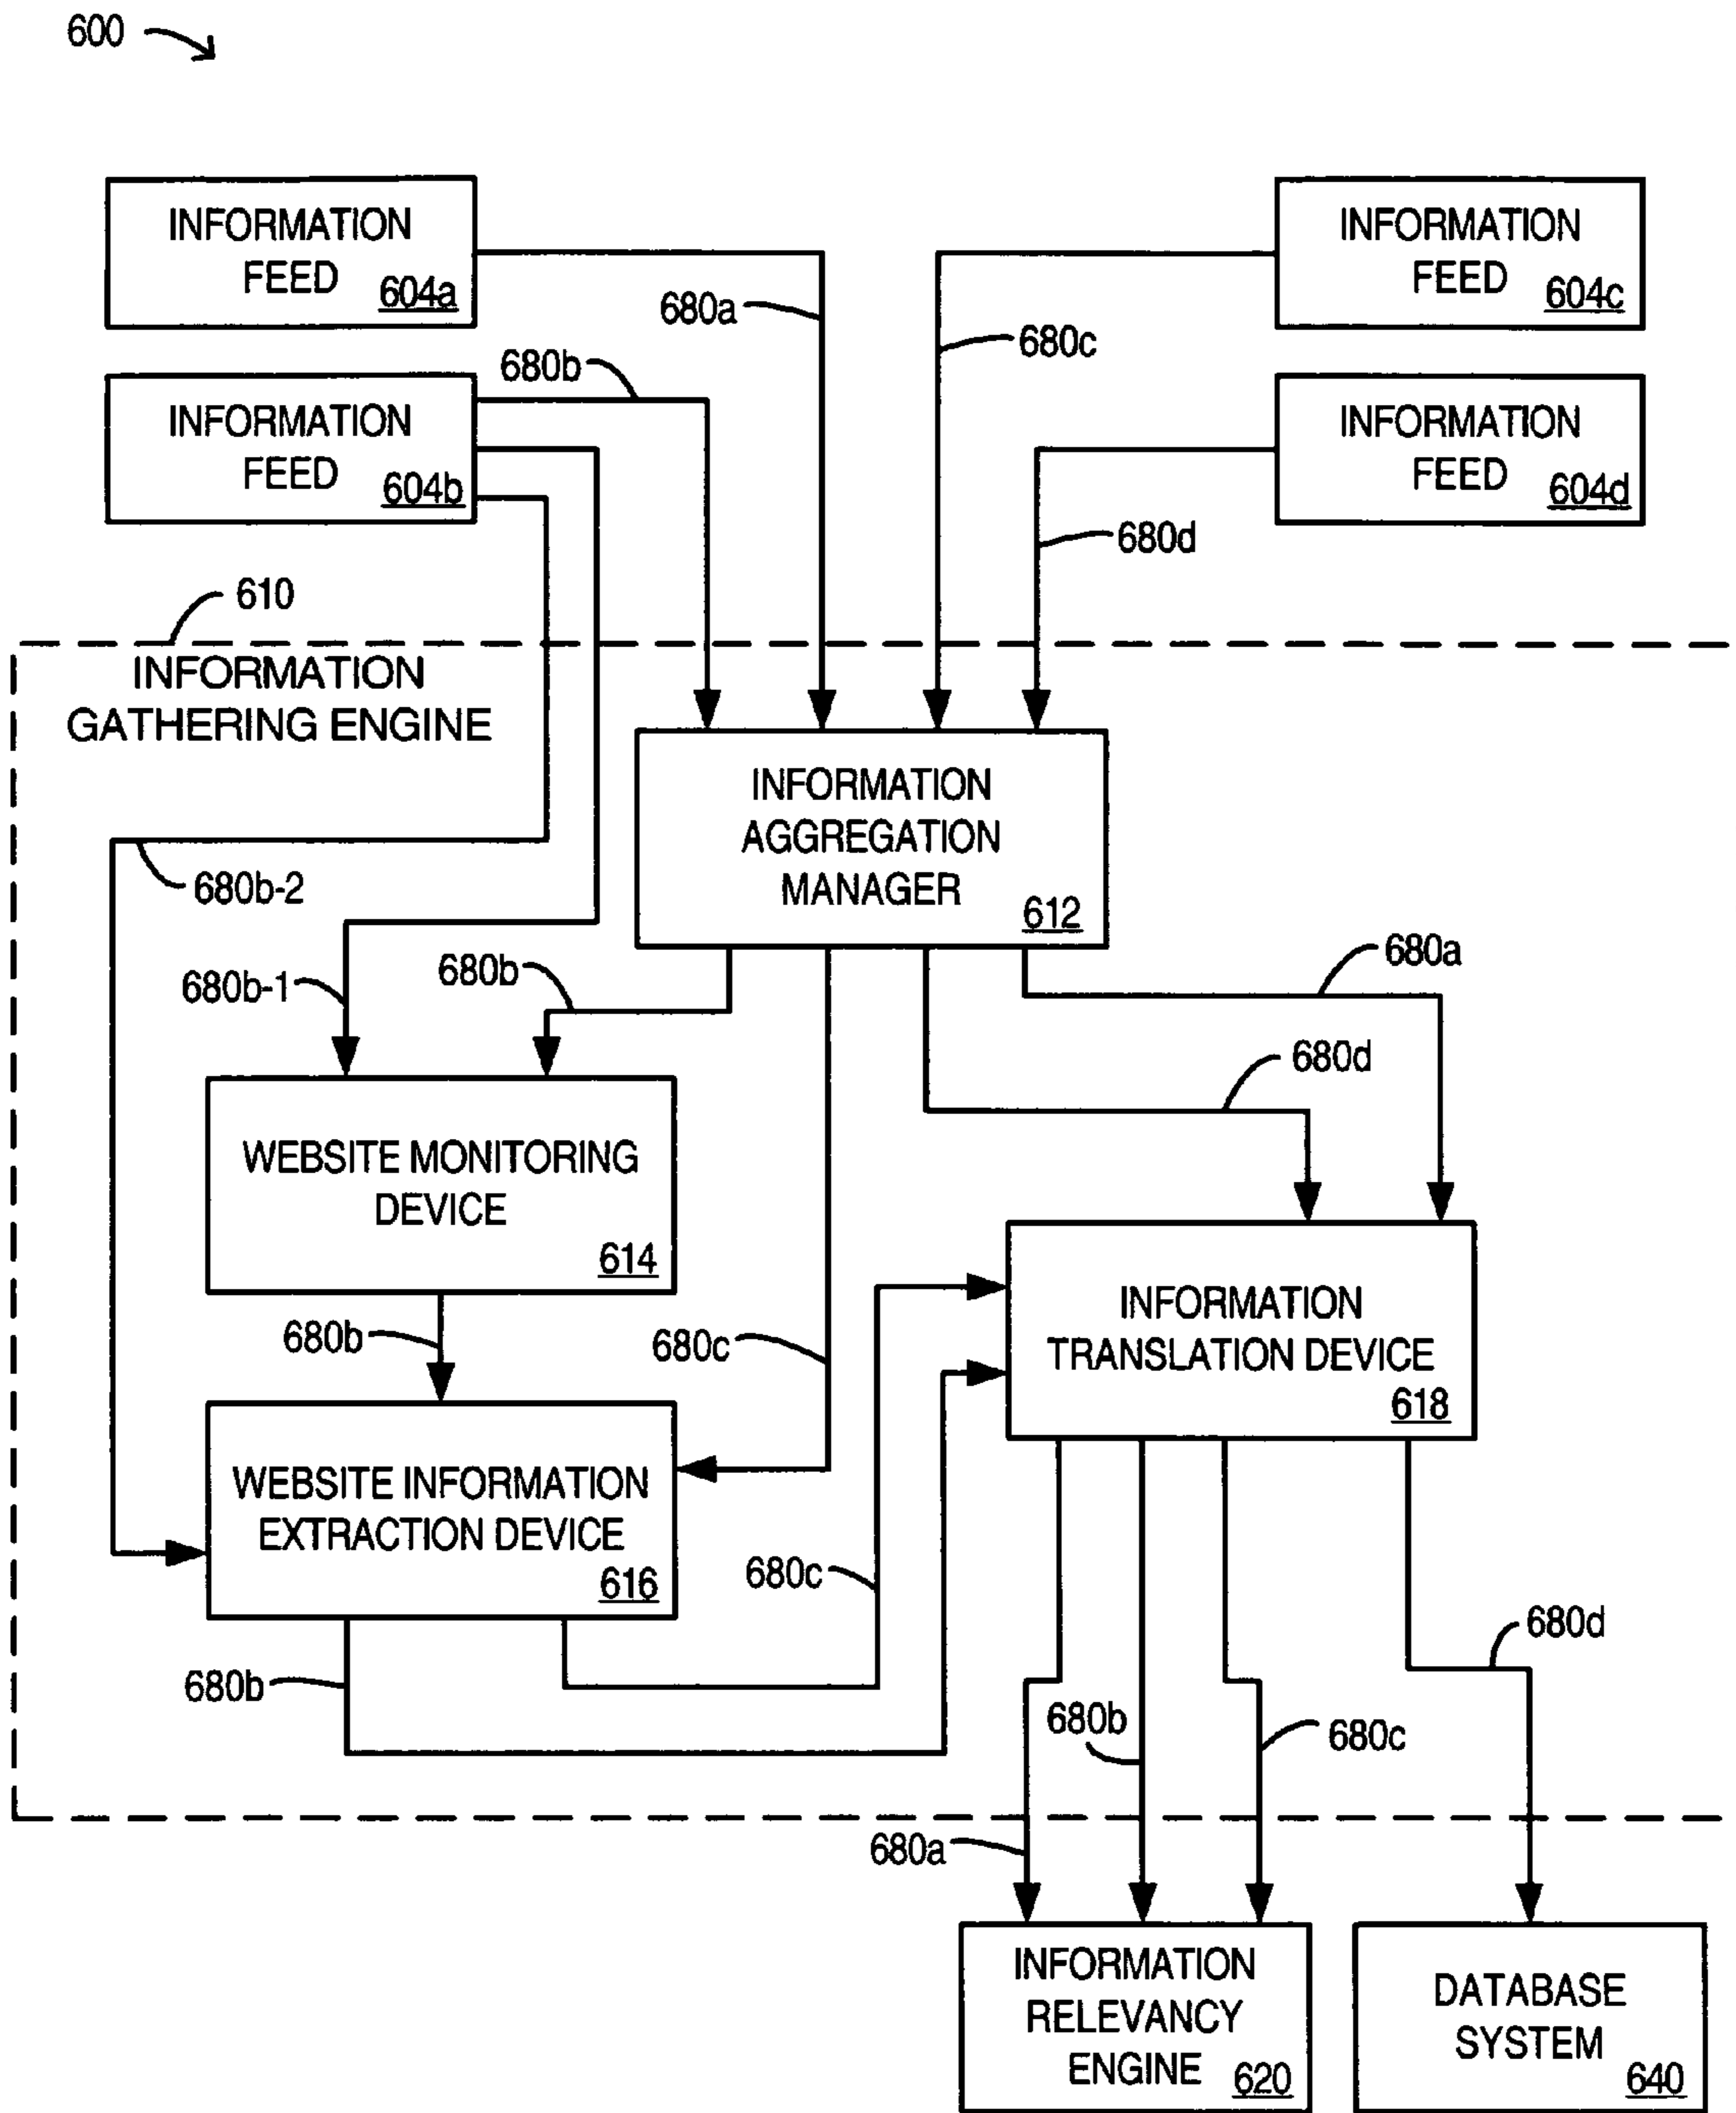 600
INFORMATION
FEED
604a
INFORMATION
FEED
604c
680a
680c
680b
INFORMATION
FEED
604b
INFORMATION
FEED
604d
680d
610
INFORMATION
GATHERING ENGINE
INFORMATION
AGGREGATION
MANAGER
612
680b-2
680b-1
680b
680a
680d
WEBSITE MONITORING
DEVICE
614
INFORMATION
TRANSLATION DEVICE
618
680b
680c
WEBSITE INFORMATION
EXTRACTION DEVICE
616
680c
680b
680d
680b
680c
680a
INFORMATION
RELEVANCY
ENGINE
620
DATABASE
SYSTEM
640